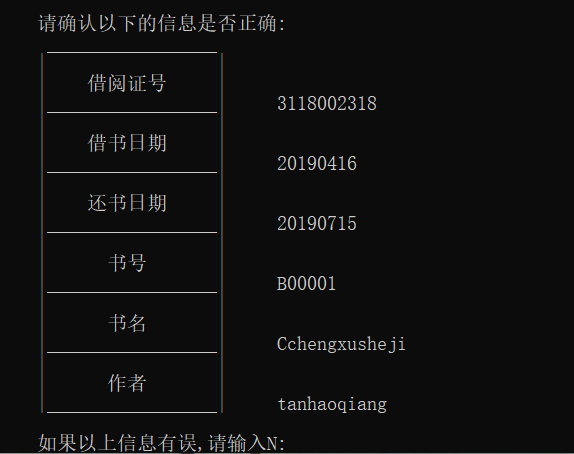 请确认以下的信息是否正确:
借阅证号
3118002318
借书日期
20190416
还书日期
20190715
书号
B00001
书名
Cchengxusheji
作者
tanhaoqiang
如果以上信息有误,请输入N: